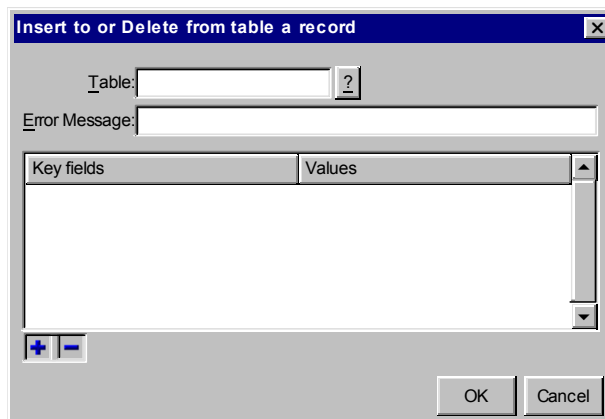 Insert to or Delete from table a record
Table: ?
Error Message:
Key fields Values
OK Cancel